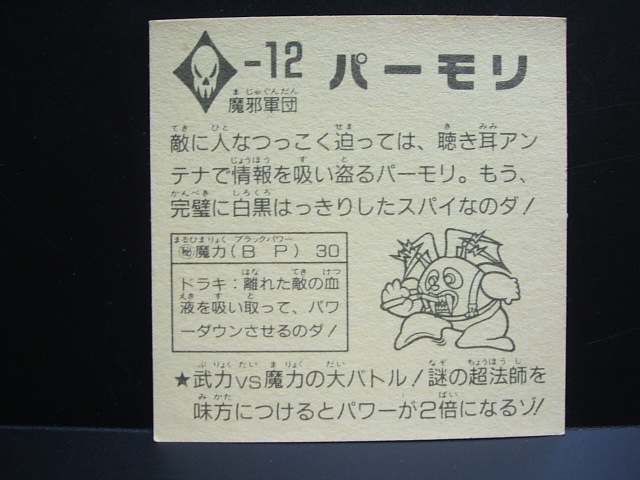 -12 パーモリ
ま じゃぐんだん
魔邪軍団
てき ひと せま き みみ
敵に人なつっこく迫っては、聴き耳アン
じょうほう す と
テナで情報を吸い盗るパーモリ。もう、
かんぺき しろくろ
完璧に白黒はっきりしたスパイなのダ!
まるひまりょく ブラックパワー
㊙魔力(B P) 30
はな てき けつ
ドラキ:離れた敵の血
えき す と
液を吸い取って、パワ
ーダウンさせるのダ!
ぶ りょく たい ま りょく だい なぞ ちょうほう し
★武力vs魔力の大バトル!謎の超法師を
み かた ばい
味方につけるとパワーが2倍になるゾ!